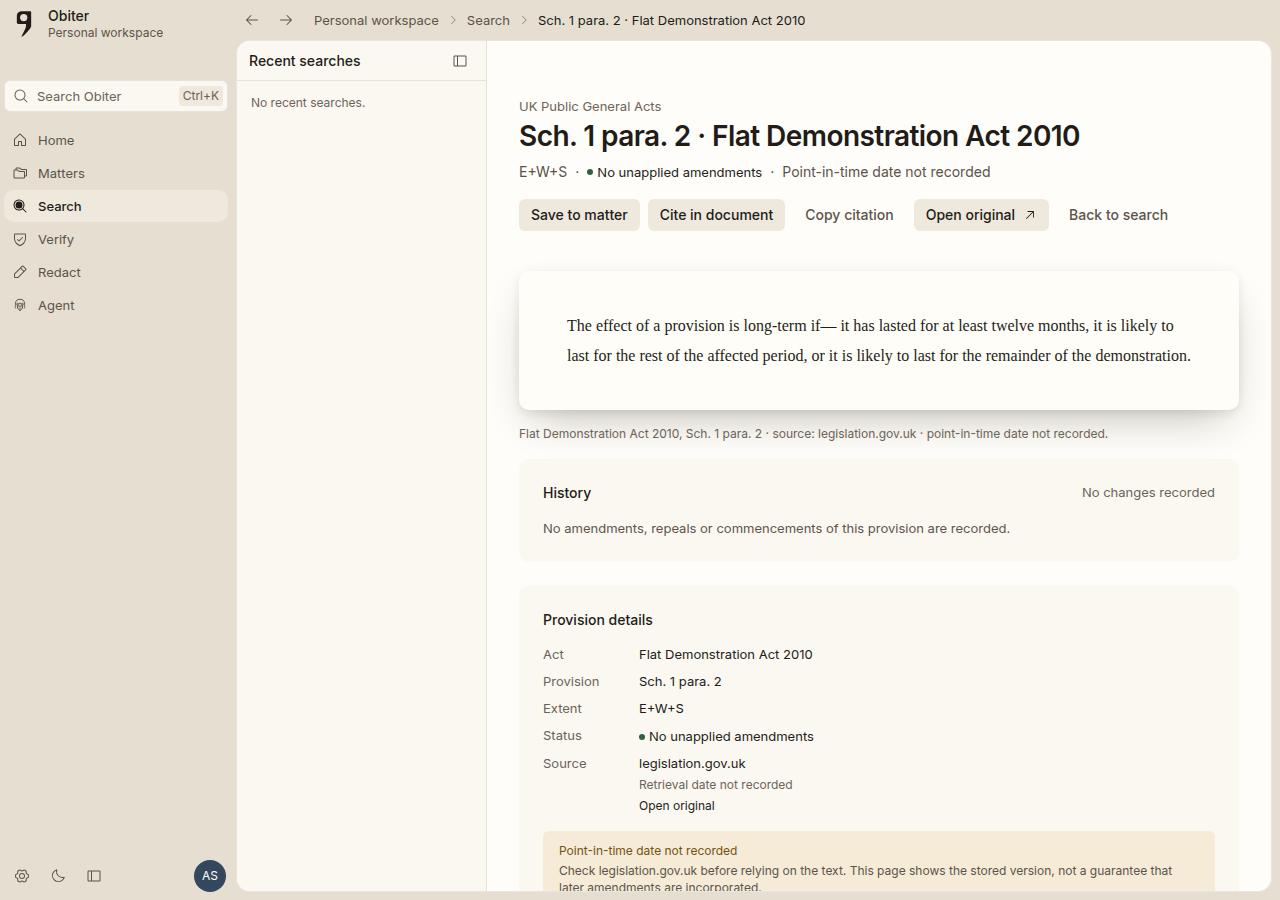 Obiter
Personal workspace
Personal workspace
Search
Sch. 1 para. 2 · Flat Demonstration Act 2010
Search Obiter
Ctrl+K
Home
Matters
Search
Verify
Redact
Agent
AS
Recent searches
No recent searches.
UK Public General Acts
Sch. 1 para. 2 · Flat Demonstration Act 2010
E+W+S · No unapplied amendments · Point-in-time date not recorded
Save to matter
Cite in document
Copy citation
Open original
Back to search
The effect of a provision is long-term if— it has lasted for at least twelve months, it is likely to
last for the rest of the affected period, or it is likely to last for the remainder of the demonstration.
Flat Demonstration Act 2010, Sch. 1 para. 2 · source: legislation.gov.uk · point-in-time date not recorded.
History
No changes recorded
No amendments, repeals or commencements of this provision are recorded.
Provision details
Act Flat Demonstration Act 2010
Provision Sch. 1 para. 2
Extent E+W+S
Status No unapplied amendments
Source legislation.gov.uk
Retrieval date not recorded
Open original
Point-in-time date not recorded
Check legislation.gov.uk before relying on the text. This page shows the stored version, not a guarantee that
later amendments are incorporated.